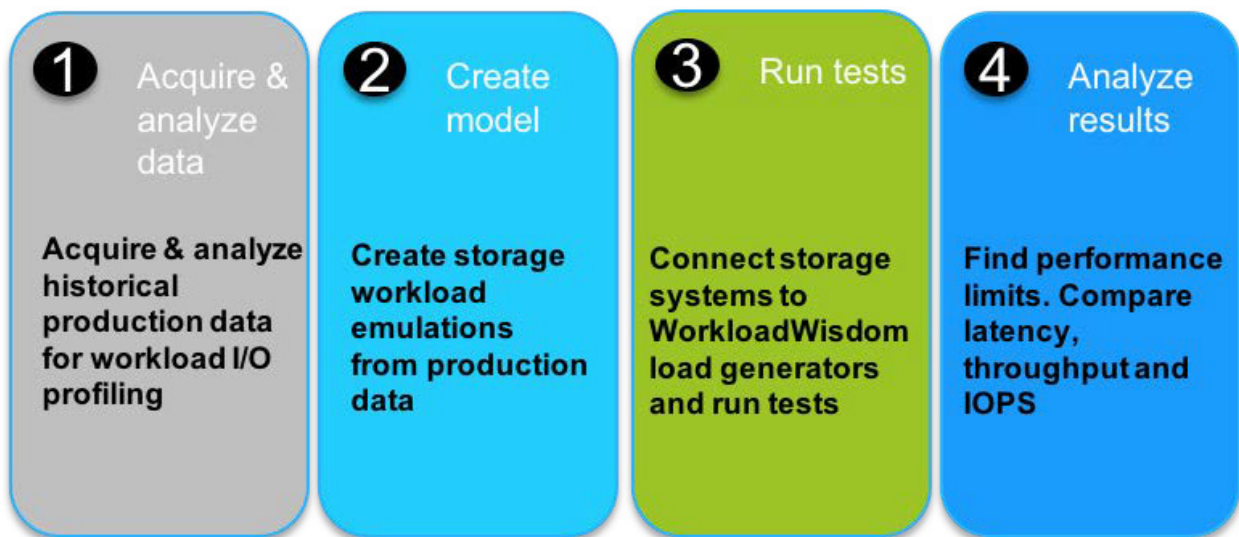 1
Acquire &
analyze
data
Acquire & analyze
historical
production data
for workload I/O
profiling
2
Create
model
Create storage
workload
emulations
from production
data
3
Run tests
Connect storage
systems to
WorkloadWisdom
load generators
and run tests
4
Analyze
results
Find performance
limits. Compare
latency,
throughput and
IOPS